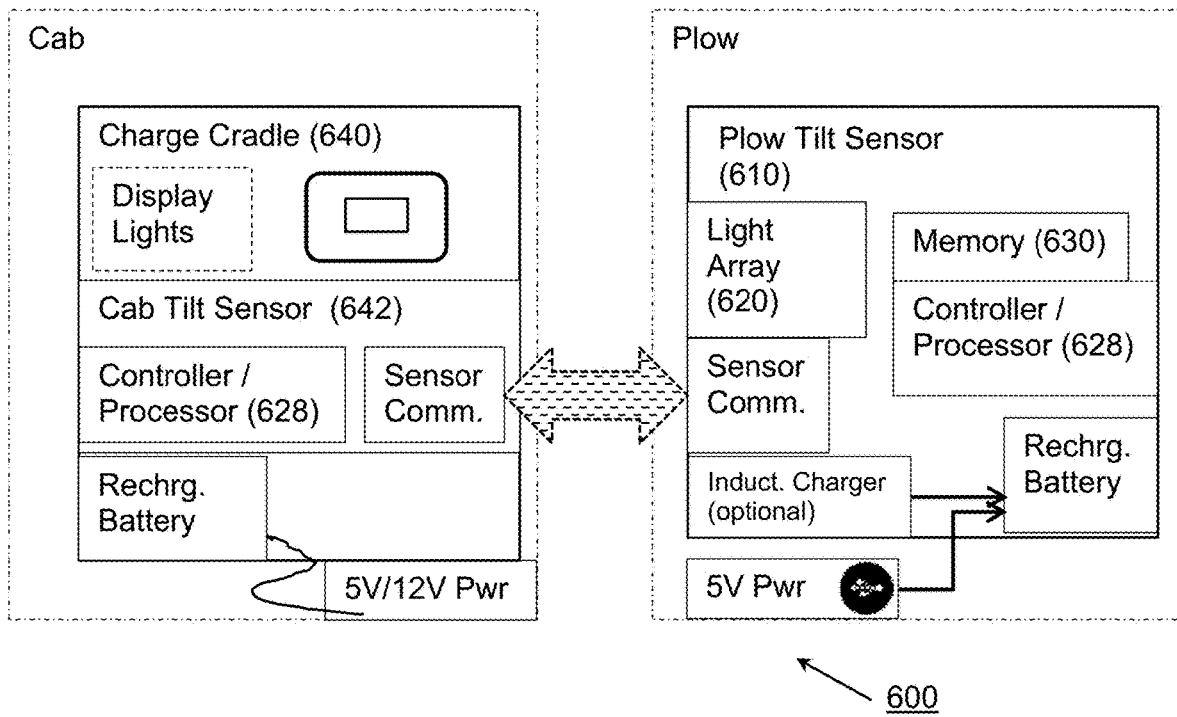 Cab
Charge Cradle (640)
Display
Lights
Cab Tilt Sensor (642)
Controller /
Processor (628)
Sensor
Comm.
Rechrg.
Battery
5V/12V Pwr
Plow
Plow Tilt Sensor
(610)
Light
Array
(620)
Memory (630)
Controller /
Processor (628)
Sensor
Comm.
Induct. Charger
(optional)
Rechrg.
Battery
5V Pwr
600